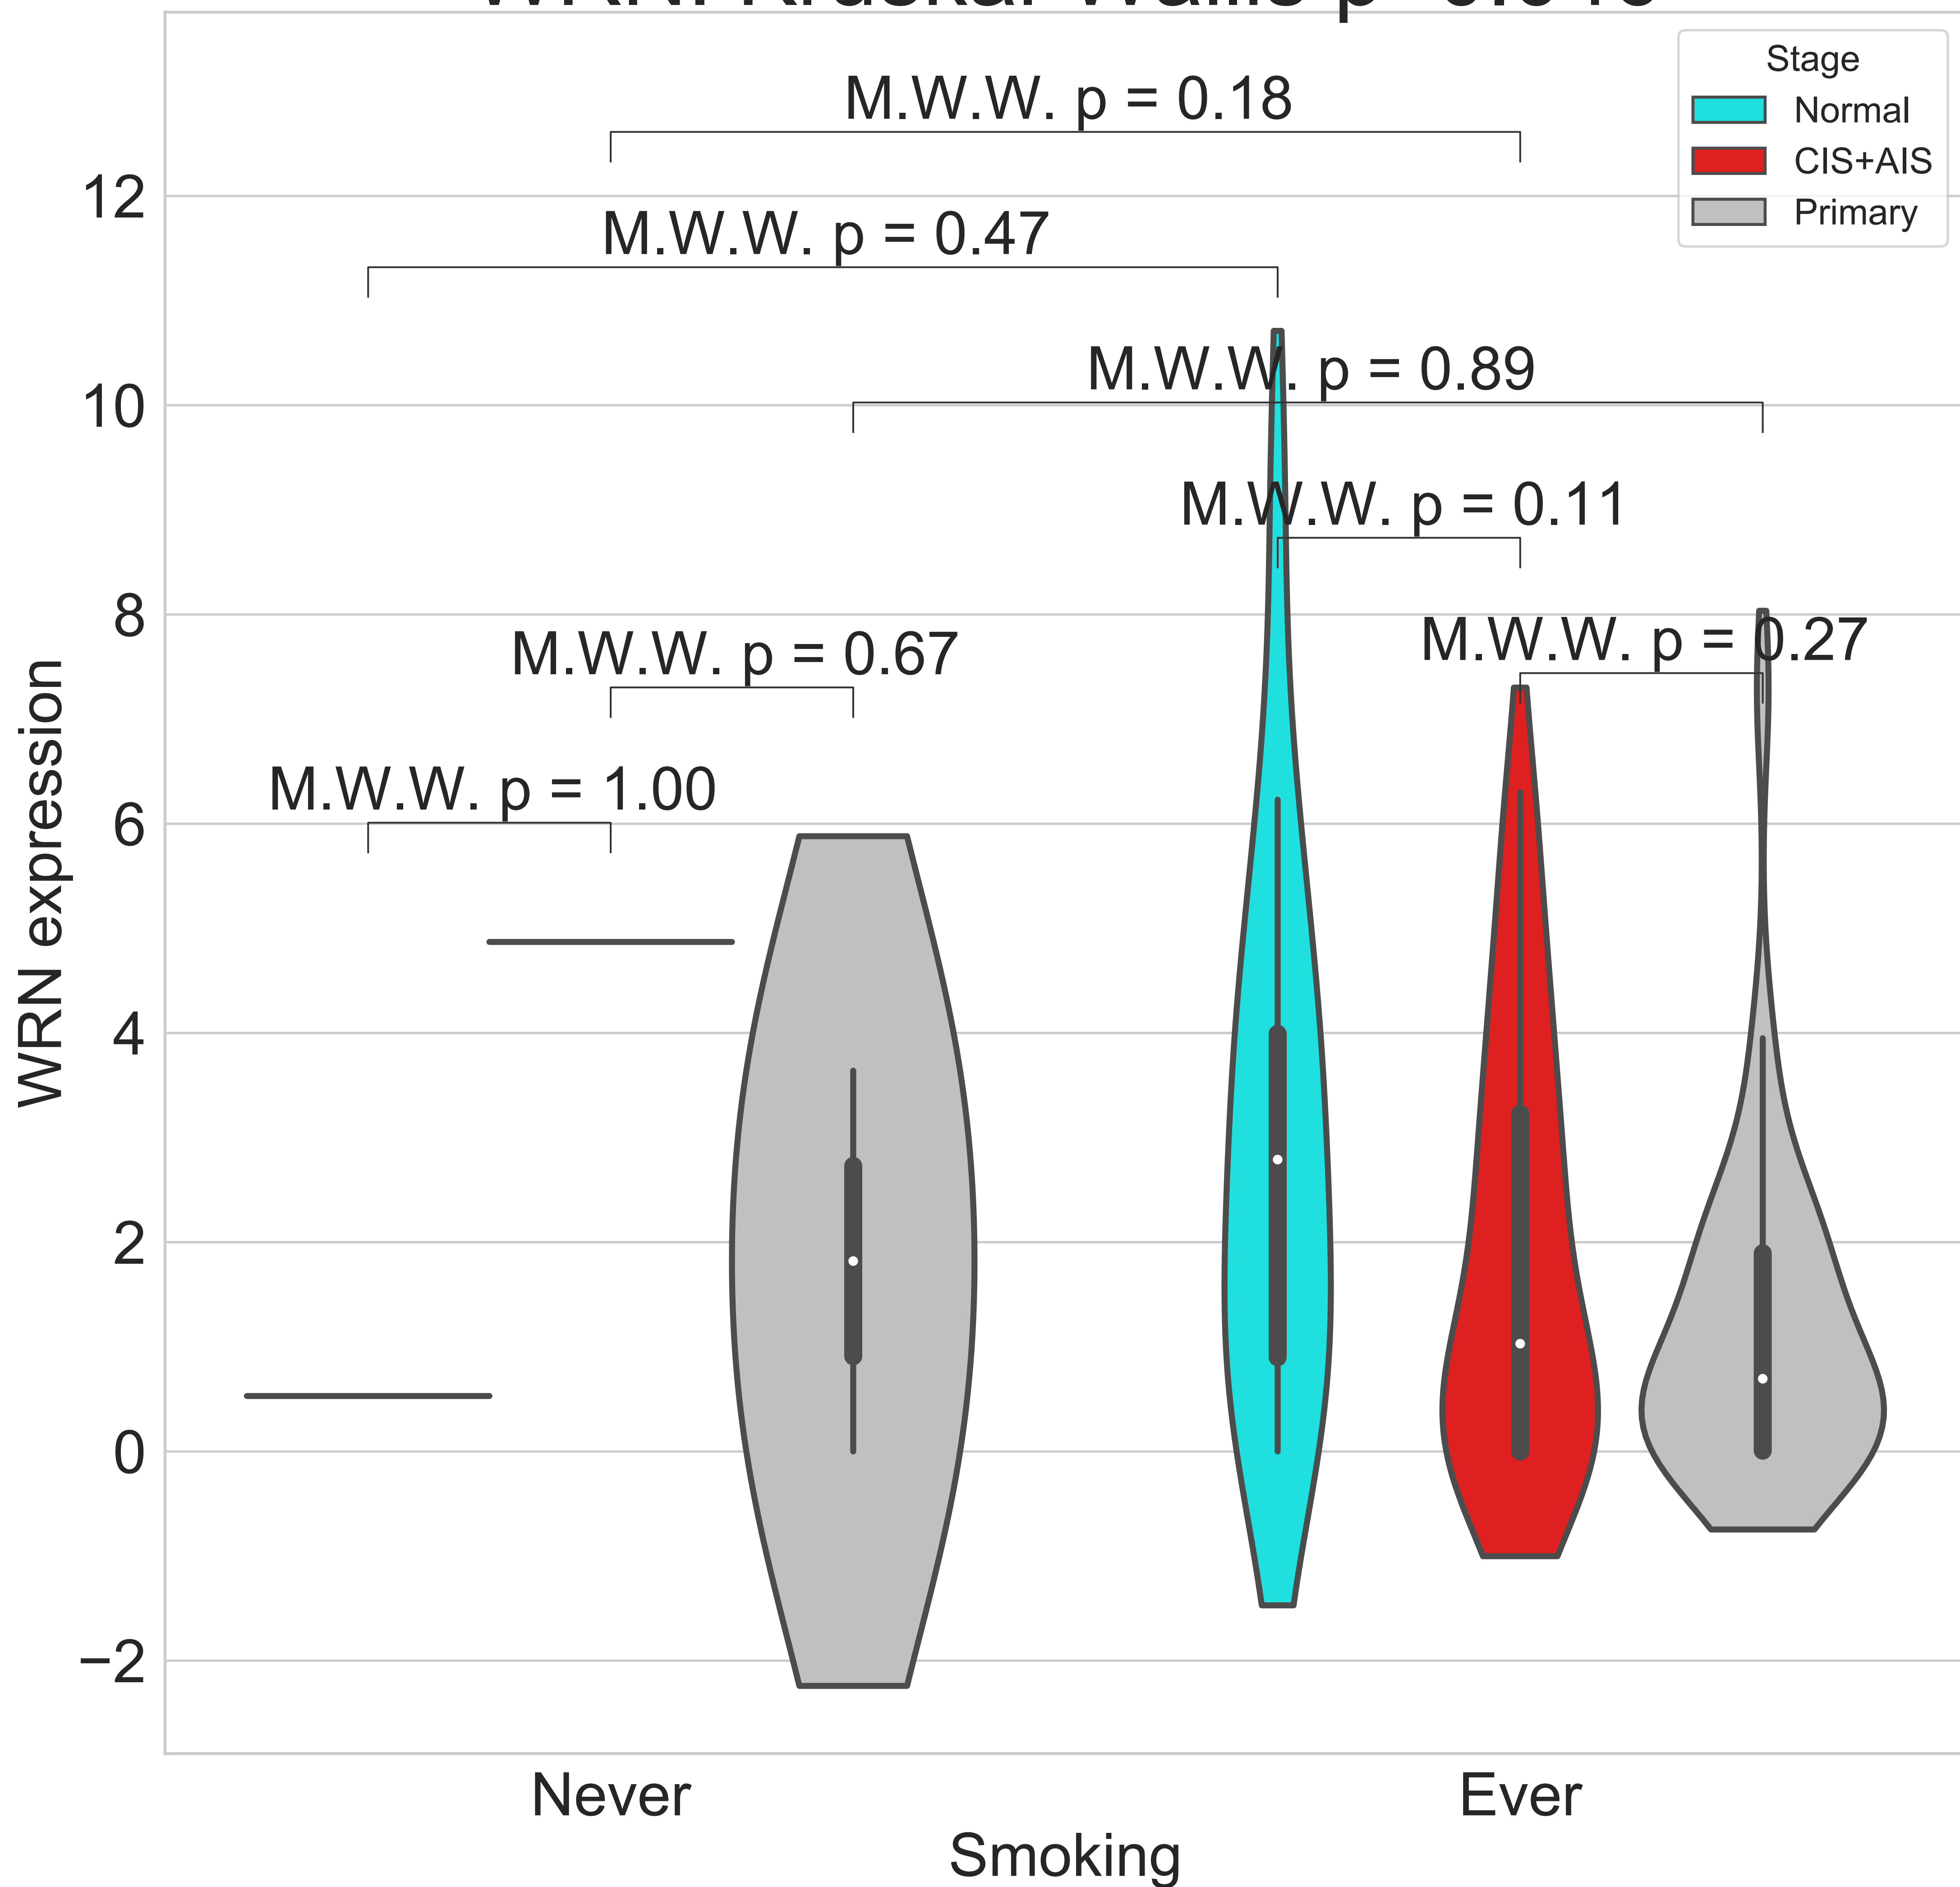 Stage
Normal
CIS+AIS
Primary
M.W.W. p = 0.18
M.W.W. p = 0.47
M.W.W. p = 0.89
M.W.W. p = 0.11
M.W.W. p = 0.27
M.W.W. p = 0.67
M.W.W. p = 1.00
12
10
8
6
4
2
0
−2
WRN expression
Never
Ever
Smoking